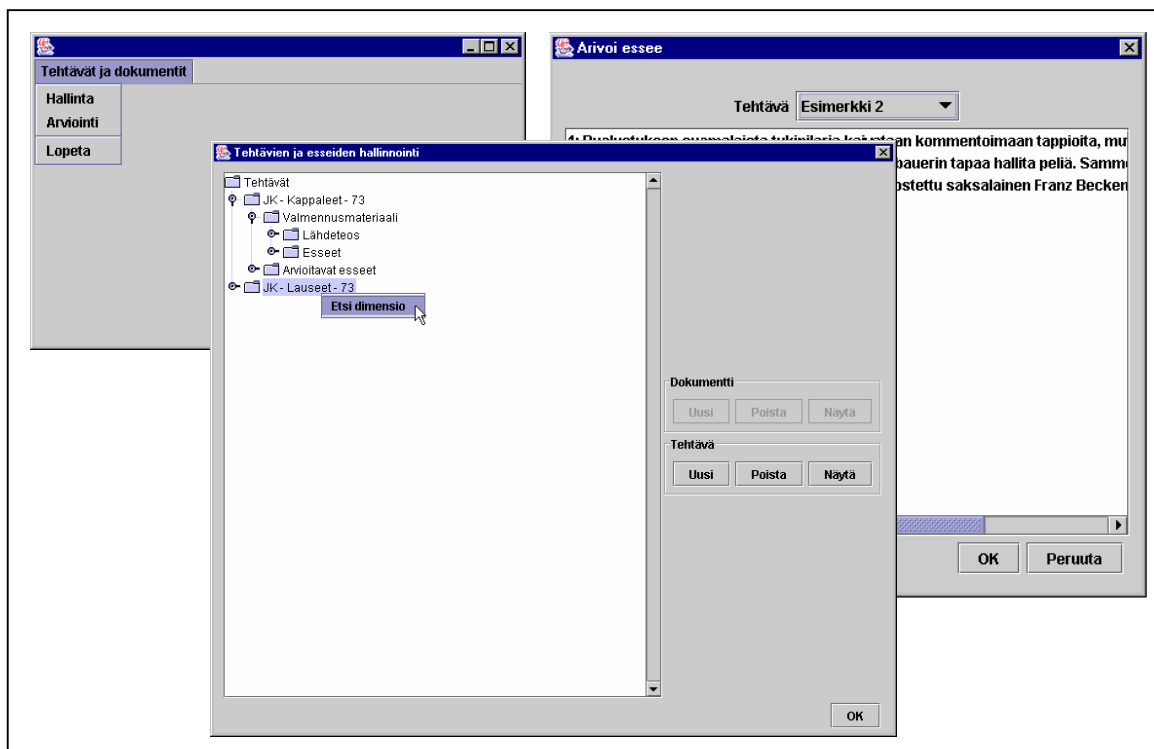 Tehtävät ja dokumentit
Hallinta
Arviointi
Lopeta
Arivoi essee
Tehtävä Esimerkki 2
an kommentoimaan tappioita, mu
bauerin tapaa hallita peliä. Samm
ostettu saksalainen Franz Becken
OK Peruuta
Tehtävien ja esseiden hallinnointi
Tehtävät
JK - Kappaleet - 73
Valmennusmateriaali
Lähdeteos
Esseet
Arvioitavat esseet
JK - Lauseet - 73
Etsi dimensio
Dokumentti
Uusi Poista Näytä
Tehtävä
Uusi Poista Näytä
OK